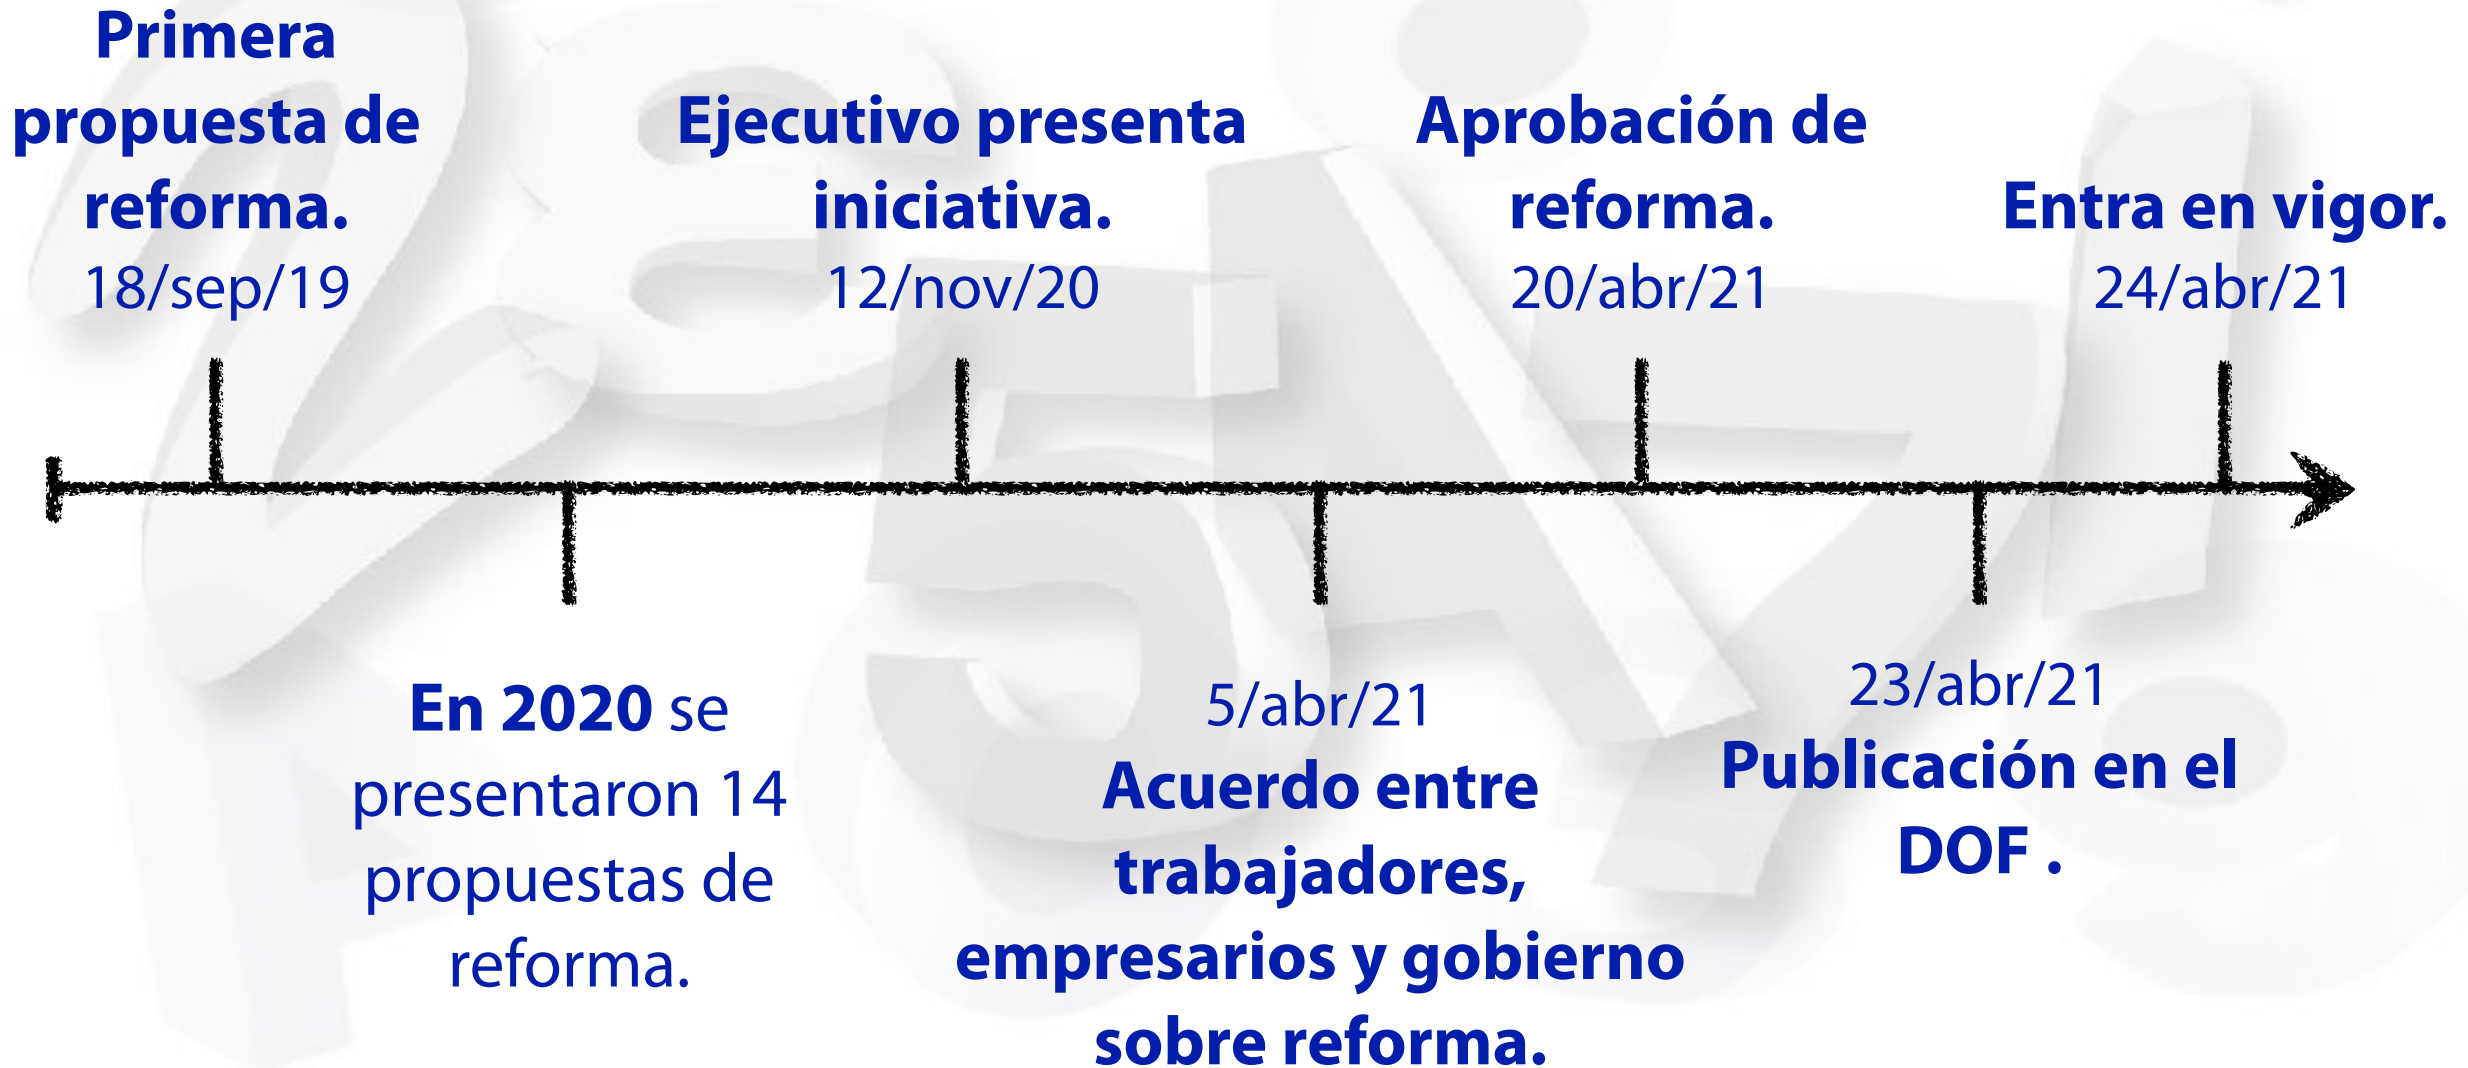 Primera
propuesta de
reforma.
18/sep/19
En 2020 se
presentaron 14
propuestas de
reforma.
Ejecutivo presenta
iniciativa.
12/nov/20
5/abr/21
Acuerdo entre
trabajadores,
empresarios y gobierno
sobre reforma.
Aprobación de
reforma.
20/abr/21
23/abr/21
Publicación en el
DOF .
Entra en vigor.
24/abr/21